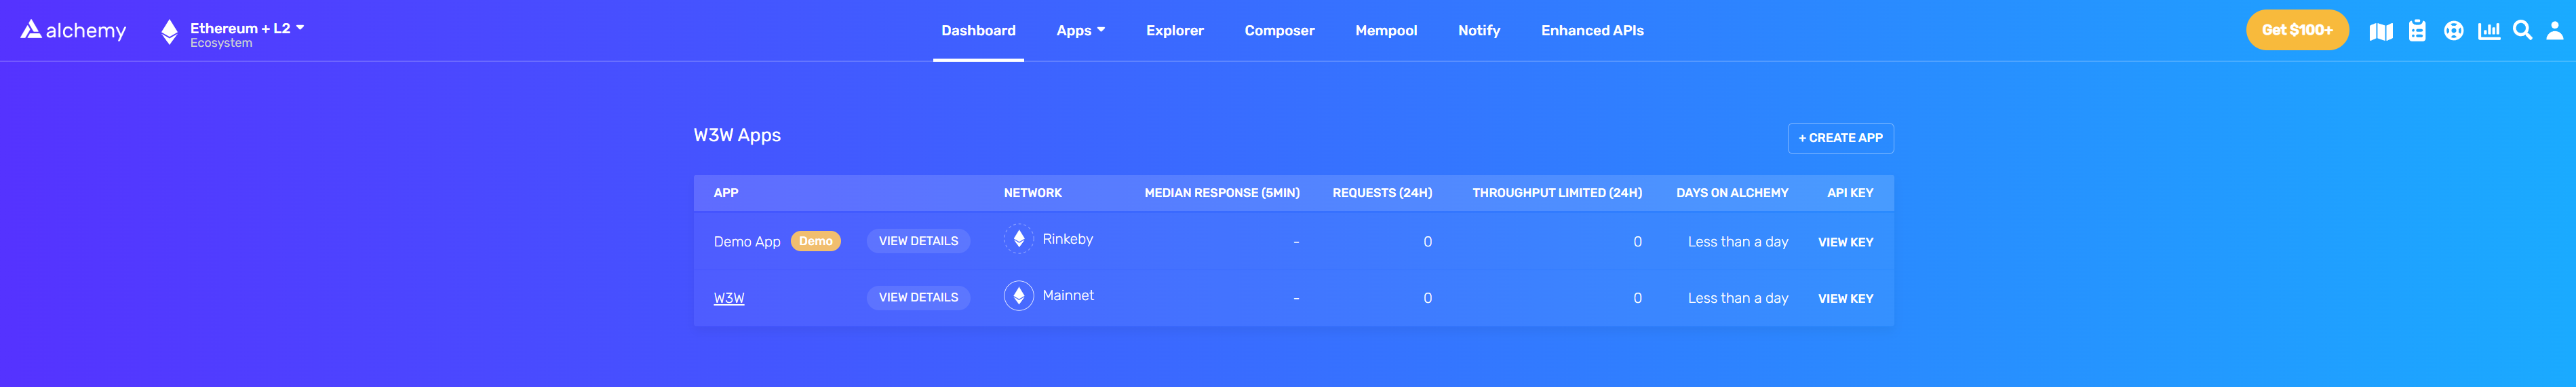 alchemy
Ethereum + L2
Ecosystem
Dashboard Apps Explorer Composer Mempool Notify Enhanced APIs
Get $100+
W3W Apps
+ CREATE APP
APP NETWORK MEDIAN RESPONSE (5MIN) REQUESTS (24H) THROUGHPUT LIMITED (24H) DAYS ON ALCHEMY API KEY
Demo App Demo VIEW DETAILS Rinkeby - 0 0 Less than a day VIEW KEY
W3W VIEW DETAILS Mainnet - 0 0 Less than a day VIEW KEY